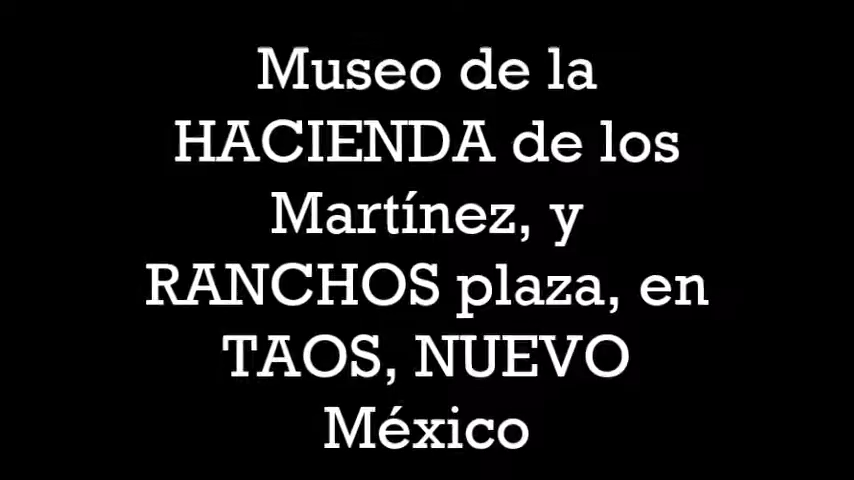 Museo de la
HACIENDA de los
Martínez, y
RANCHOS plaza, en
TAOS, NUEVO
México